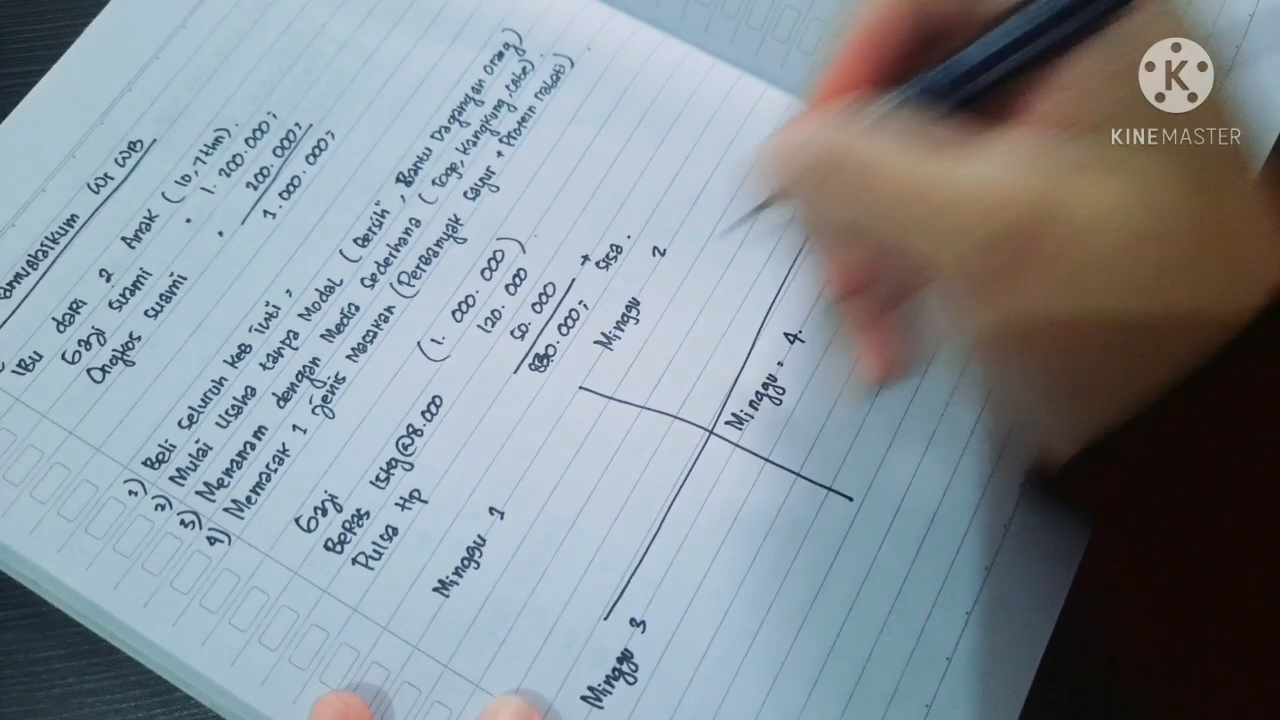 amualaikum Wr WB
IBu dari 2 Anak (10, 7 thn).
Gaji Suami • 1.200.000;
Ongkos Suami • 200.000;
1.000.000;
1) Beli Seluruh keb Inti;
2) Mulai Usaha tanpa Modal (Bersih", Bantu Dagangan Orang)
3) Menanam dengan Media Sederhana (Toge, Kangkung, Cabe)
4) Memasak 1 Jenis Masakan (Perbanyak Sayur + Protein nabati)
Gaji (1.000.000)
Beras 15kg@8.000 120.000
Pulsa Hp 50.000 +
830.000; Sisa.
Minggu 1 Minggu 2
Minggu 3 Minggu = 4.
KINEMASTER